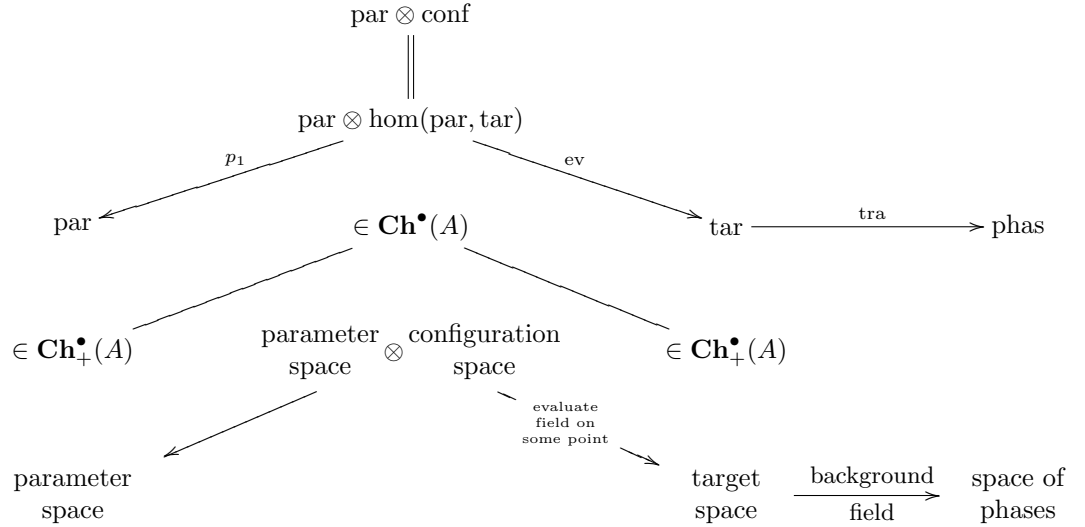 par ⊗ conf
par ⊗ hom(par, tar)
p₁
ev
par
∈ Ch•(A)
tar
tra
phas
∈ Ch•₊(A)
parameter
space
⊗
configuration
space
∈ Ch•₊(A)
evaluate
field on
some point
parameter
space
target
space
background
field
space of
phases